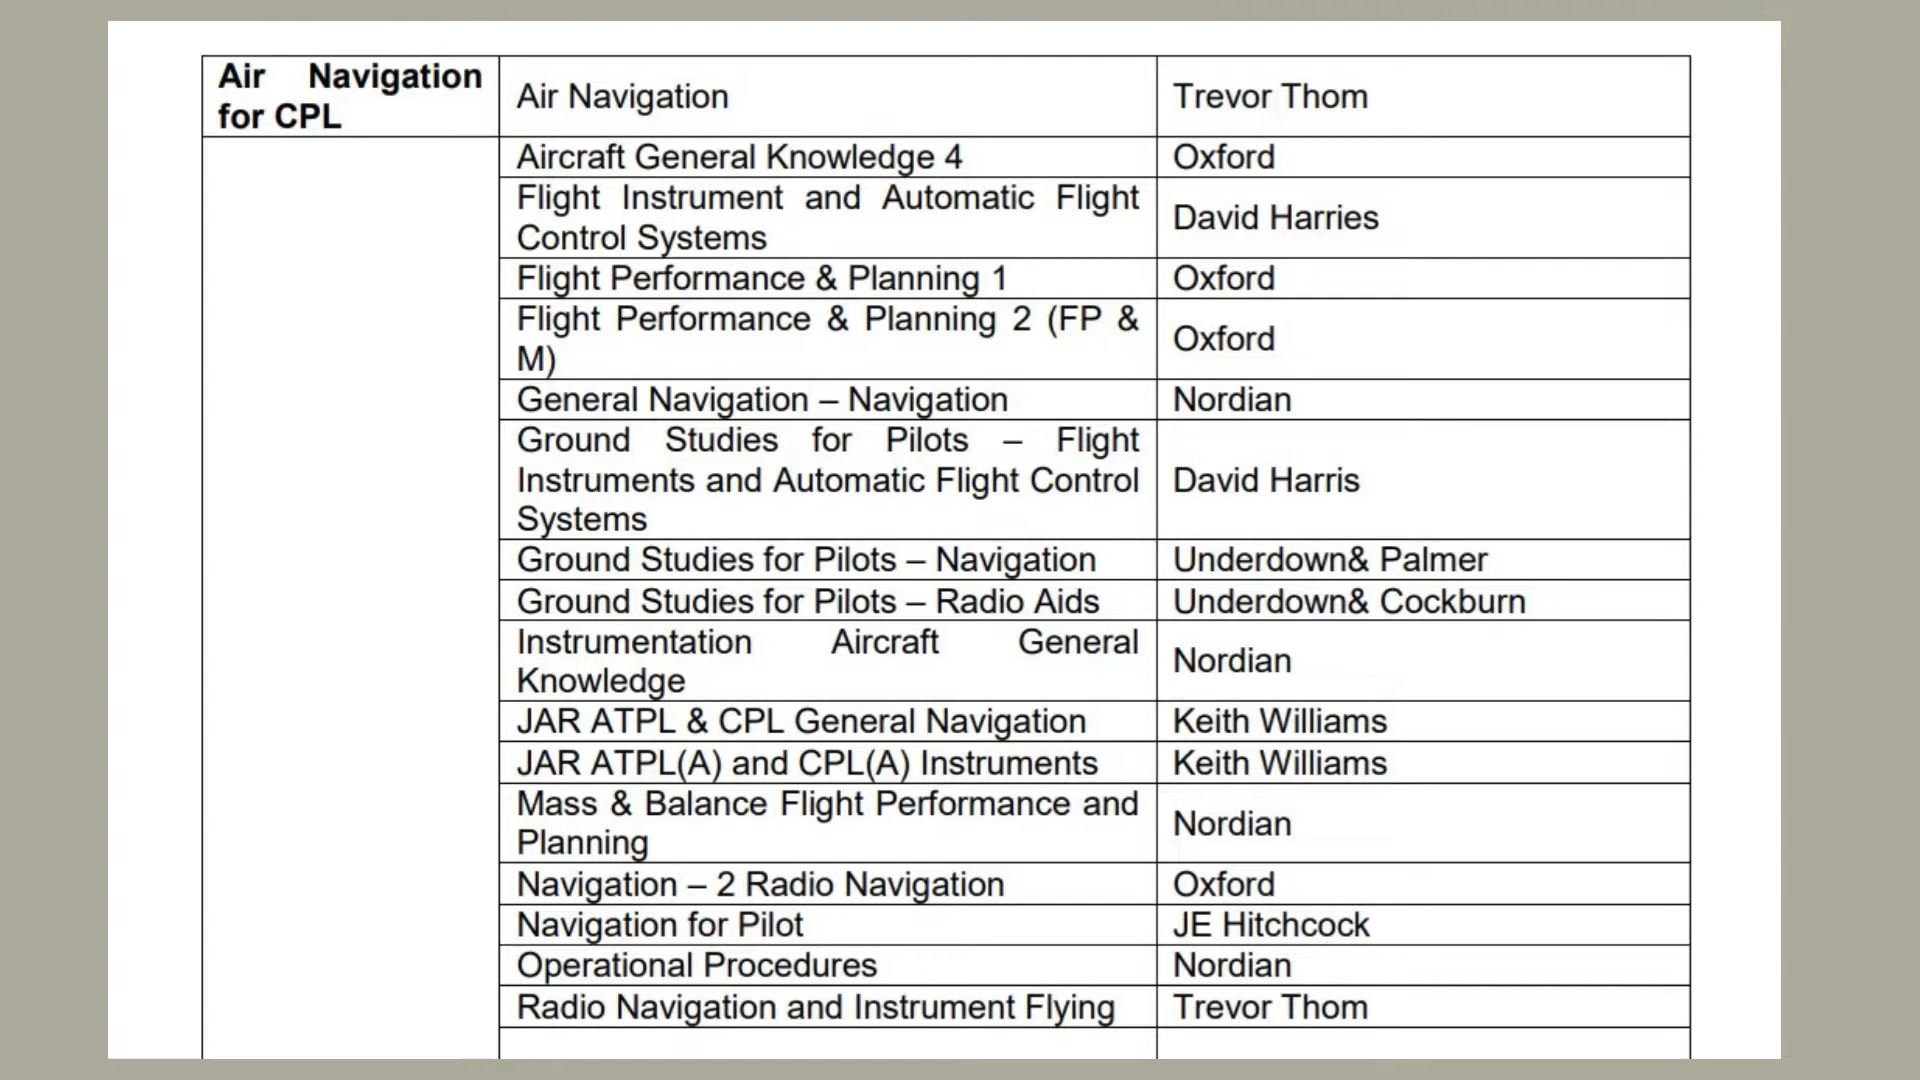 Air Navigation
for CPL
Air Navigation
Trevor Thom
Aircraft General Knowledge 4
Oxford
Flight Instrument and Automatic Flight
Control Systems
David Harries
Flight Performance & Planning 1
Oxford
Flight Performance & Planning 2 (FP &
M)
Oxford
General Navigation – Navigation
Nordian
Ground Studies for Pilots – Flight
Instruments and Automatic Flight Control
Systems
David Harris
Ground Studies for Pilots – Navigation
Underdown& Palmer
Ground Studies for Pilots – Radio Aids
Underdown& Cockburn
Instrumentation Aircraft General
Knowledge
Nordian
JAR ATPL & CPL General Navigation
Keith Williams
JAR ATPL(A) and CPL(A) Instruments
Keith Williams
Mass & Balance Flight Performance and
Planning
Nordian
Navigation – 2 Radio Navigation
Oxford
Navigation for Pilot
JE Hitchcock
Operational Procedures
Nordian
Radio Navigation and Instrument Flying
Trevor Thom